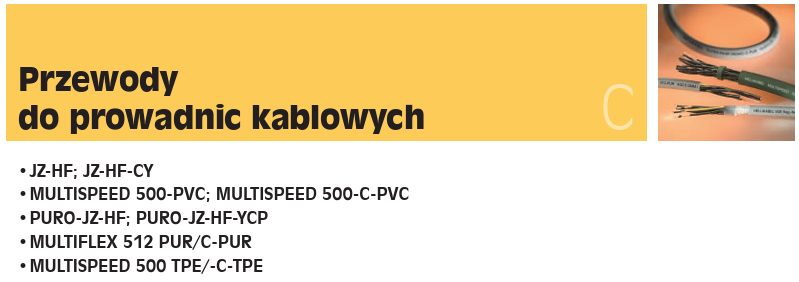 Przewody
do prowadnic kablowych
C
• JZ-HF; JZ-HF-CY
• MULTISPEED 500-PVC; MULTISPEED 500-C-PVC
• PURO-JZ-HF; PURO-JZ-HF-YCP
• MULTIFLEX 512 PUR/C-PUR
• MULTISPEED 500 TPE/-C-TPE